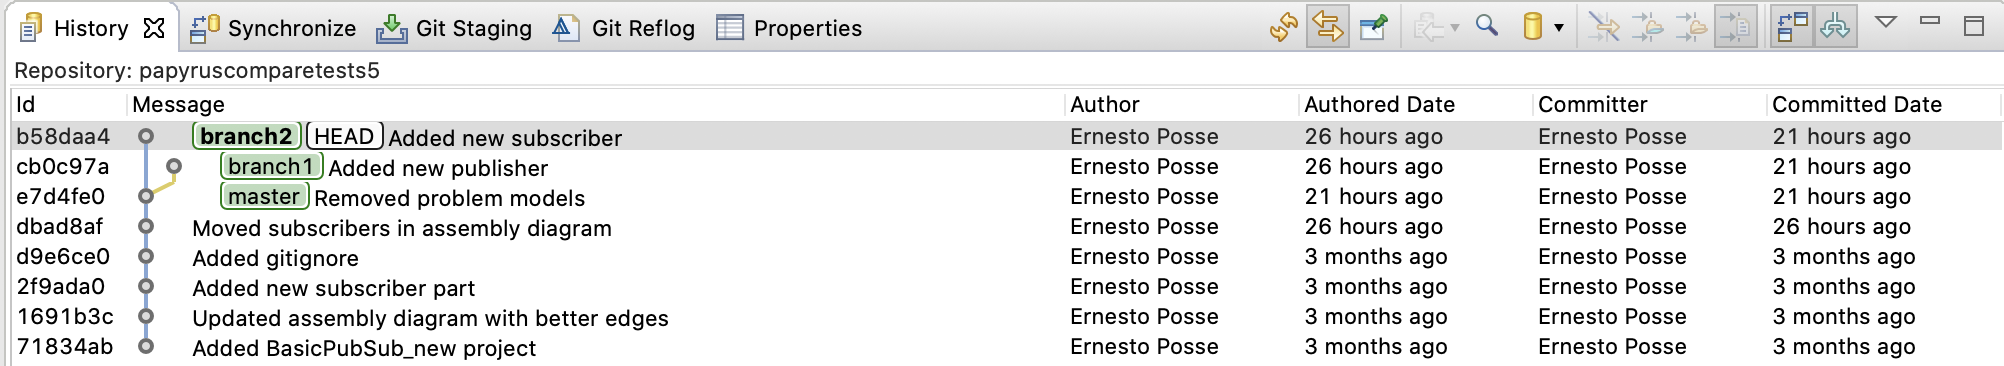 History Synchronize Git Staging Git Reflog Properties
Repository: papyruscomparetests5
Id Message Author Authored Date Committer Committed Date
b58daa4 branch2 HEAD Added new subscriber Ernesto Posse 26 hours ago Ernesto Posse 21 hours ago
cb0c97a branch1 Added new publisher Ernesto Posse 26 hours ago Ernesto Posse 21 hours ago
e7d4fe0 master Removed problem models Ernesto Posse 21 hours ago Ernesto Posse 21 hours ago
dbad8af Moved subscribers in assembly diagram Ernesto Posse 26 hours ago Ernesto Posse 26 hours ago
d9e6ce0 Added gitignore Ernesto Posse 3 months ago Ernesto Posse 3 months ago
2f9ada0 Added new subscriber part Ernesto Posse 3 months ago Ernesto Posse 3 months ago
1691b3c Updated assembly diagram with better edges Ernesto Posse 3 months ago Ernesto Posse 3 months ago
71834ab Added BasicPubSub_new project Ernesto Posse 3 months ago Ernesto Posse 3 months ago